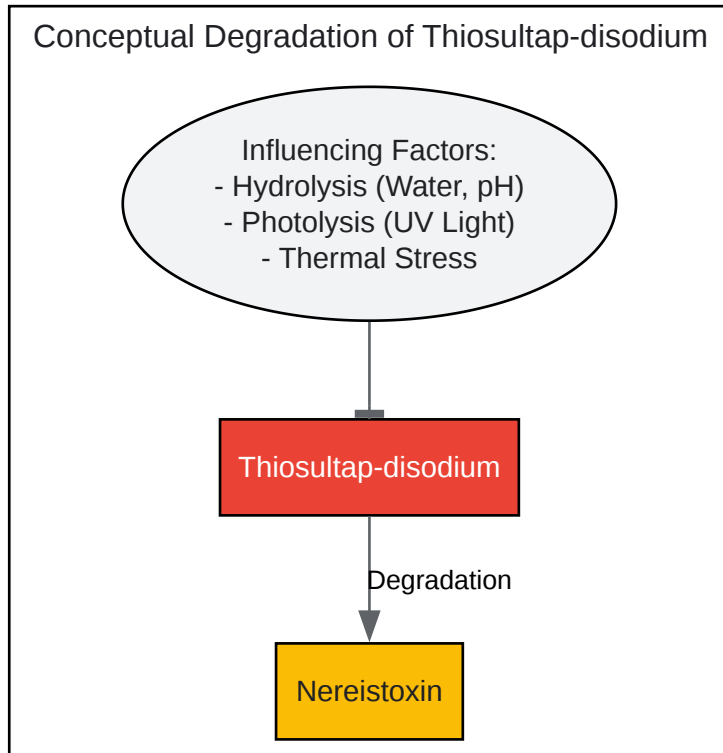 Conceptual Degradation of Thiosultap-disodium
Influencing Factors:
- Hydrolysis (Water, pH)
- Photolysis (UV Light)
- Thermal Stress
Thiosultap-disodium
Degradation
Nereistoxin